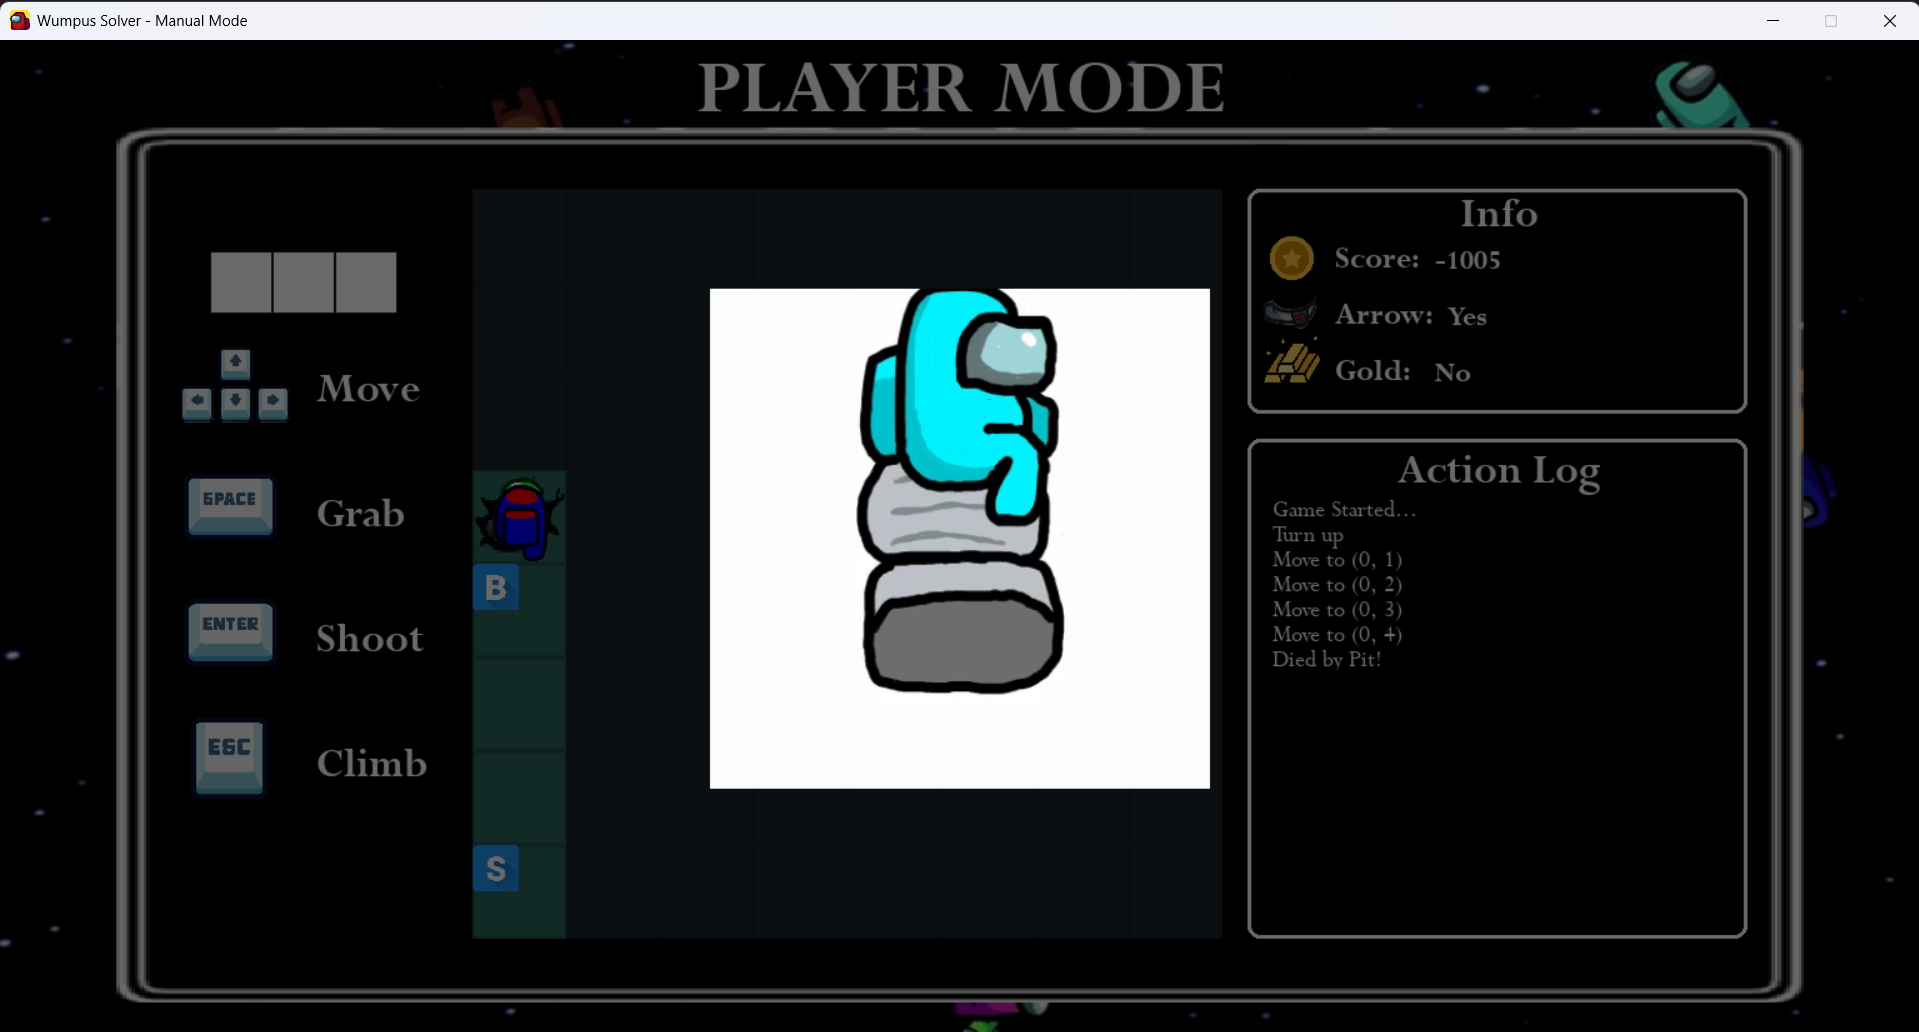 Wumpus Solver - Manual Mode
PLAYER MODE
Move
SPACE
Grab
ENTER
Shoot
ESC
Climb
B
S
Info
Score: -1005
Arrow: Yes
Gold: No
Action Log
Game Started...
Turn up
Move to (0, 1)
Move to (0, 2)
Move to (0, 3)
Move to (0, 4)
Died by Pit!